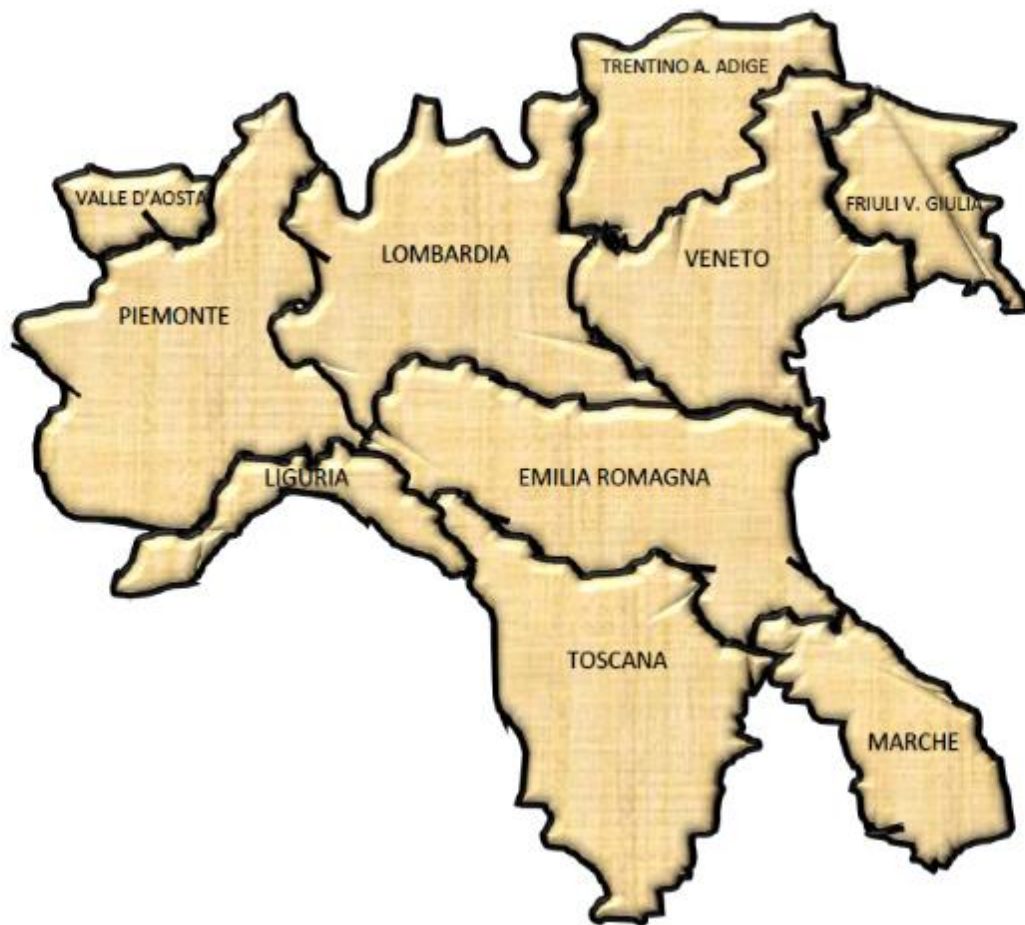 TRENTINO A. ADIGE
VALLE D'AOSTA
FRIULI V. GIULIA
LOMBARDIA
VENETO
PIEMONTE
LIGURIA
EMILIA ROMAGNA
TOSCANA
MARCHE